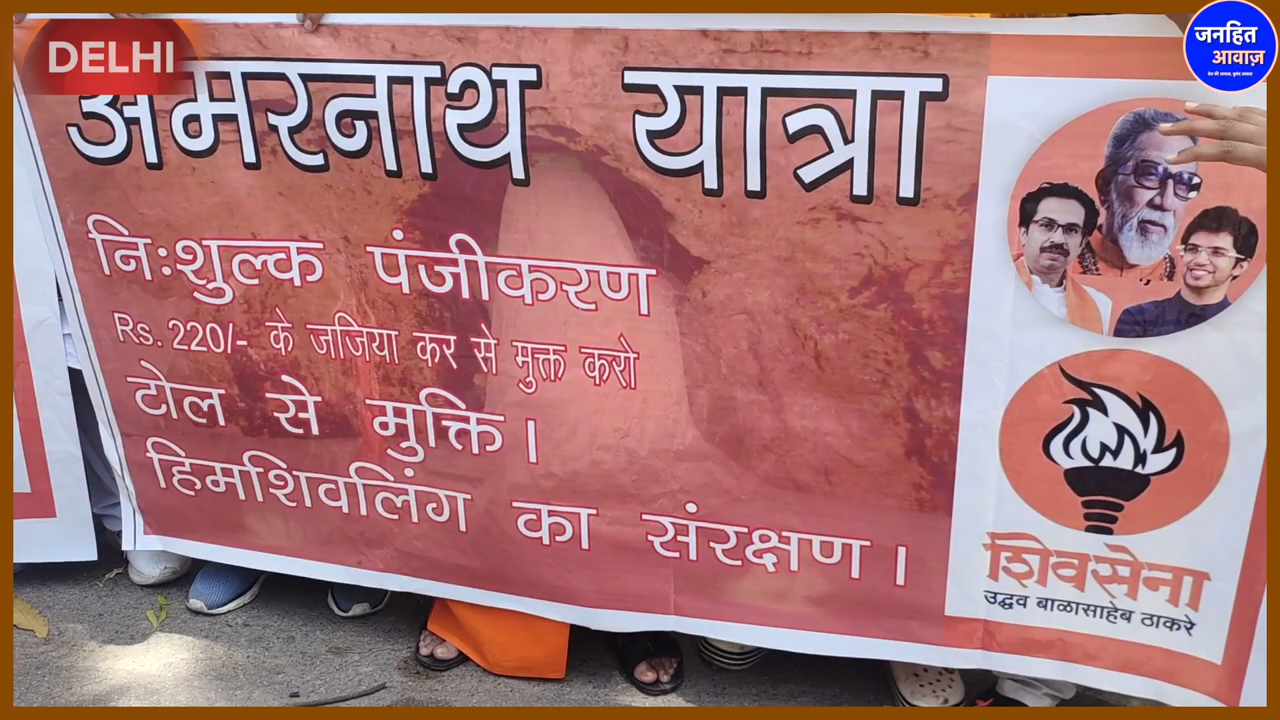 DELHI
जनहित
आवाज़
अमरनाथ यात्रा
नि:शुल्क पंजीकरण
Rs. 220/- के जजिया कर से मुक्त करो
टोल से मुक्ति।
हिमशिवलिंग का संरक्षण।
शिवसेना
उद्धव बाळासाहेब ठाकरे